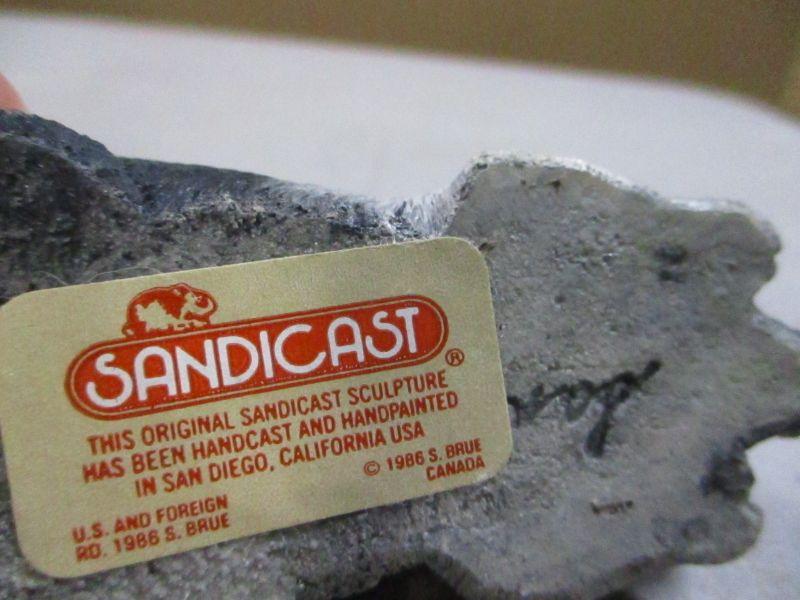 SANDICAST®
THIS ORIGINAL SANDICAST SCULPTURE
HAS BEEN HANDCAST AND HANDPAINTED
IN SAN DIEGO, CALIFORNIA USA
© 1986 S. BRUE
CANADA
U.S. AND FOREIGN
RD. 1986 S. BRUE